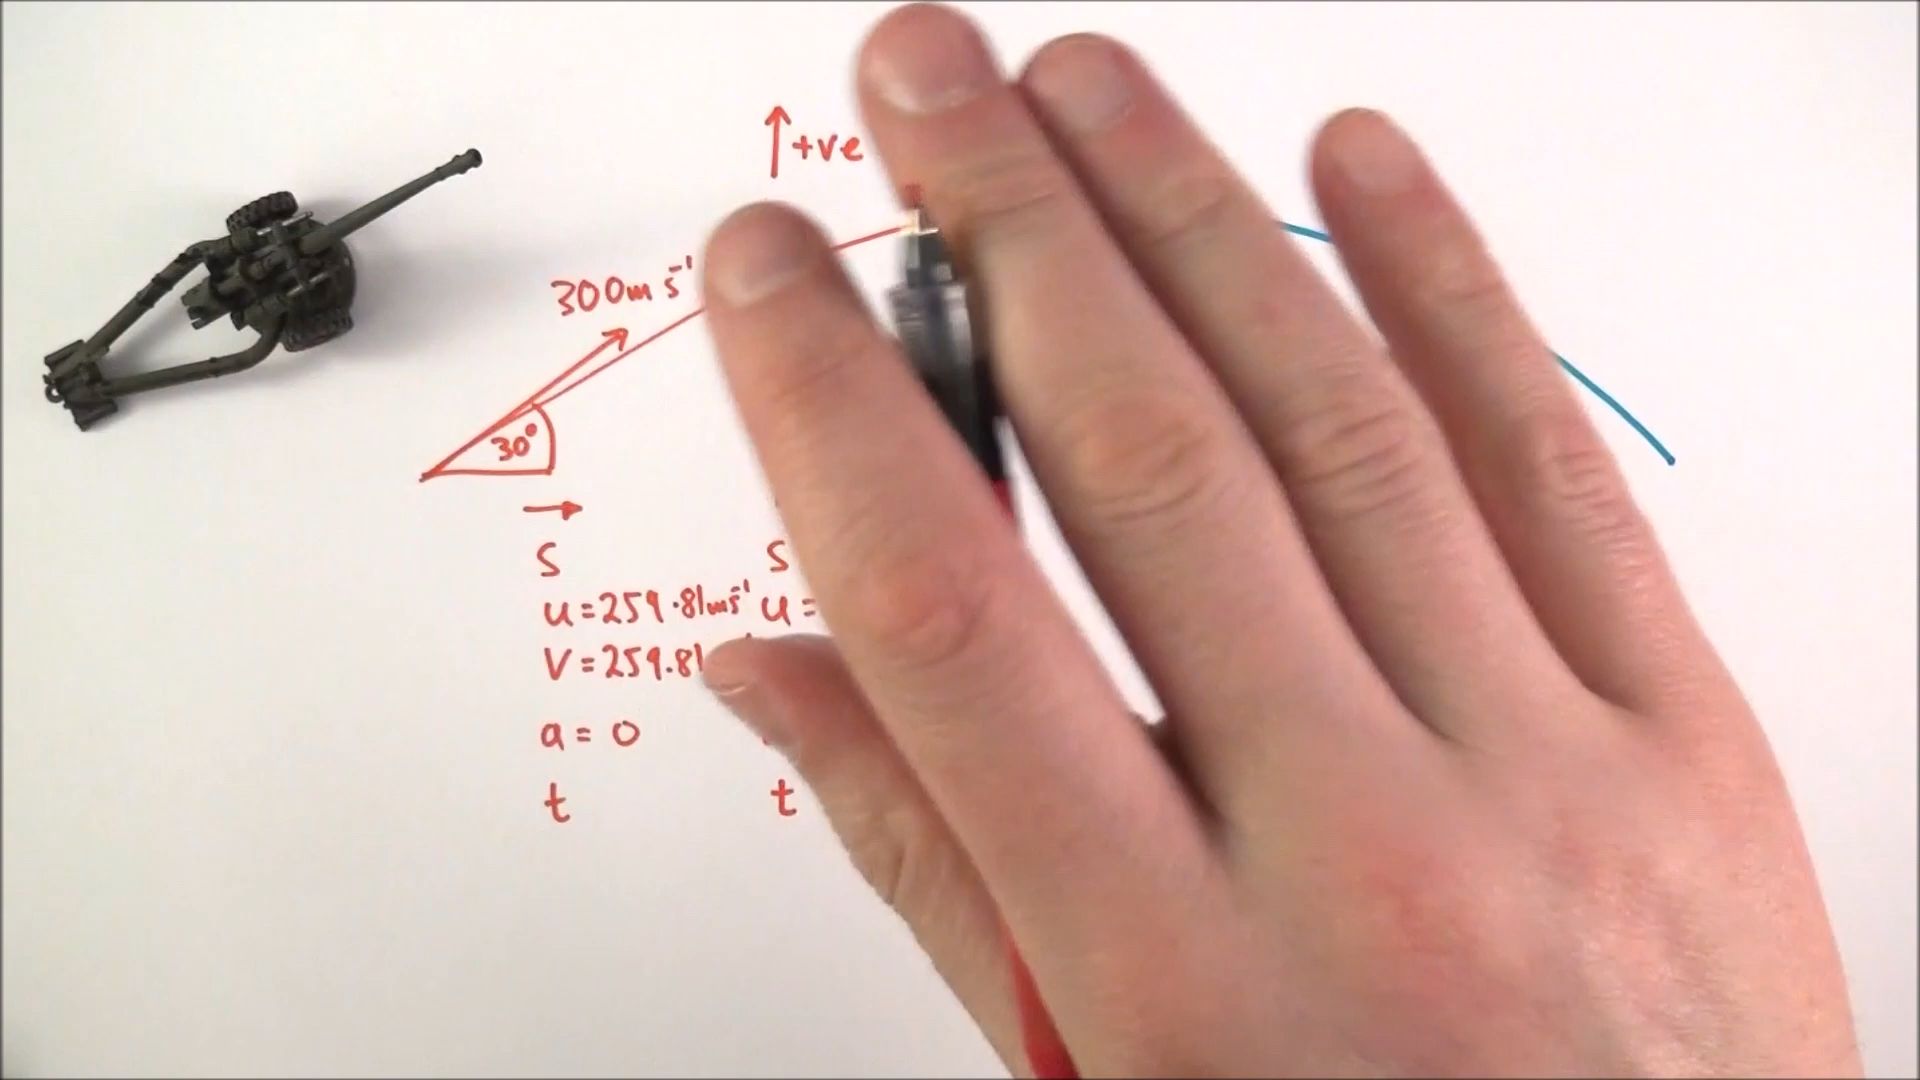 +ve
300ms⁻¹
30°
S
S
u=259.81ms⁻¹
u=
V=259.81
a=0
t
t